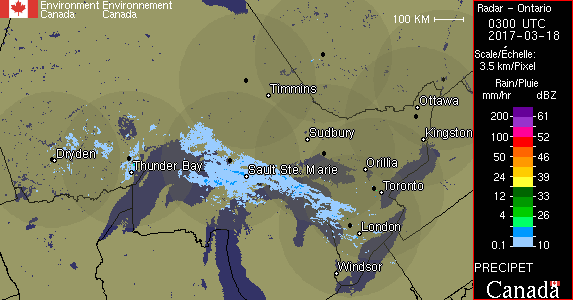 Environment Environnement
Canada Canada
100 KM
Timmins
Ottawa
Sudbury
Kingston
Dryden
Thunder Bay
Sault Ste. Marie
Orillia
Toronto
London
Windsor
Radar - Ontario
0300 UTC
2017-03-18
Scale/Échelle:
3.5 km/Pixel
Rain/Pluie
mm/hr dBZ
200 61
100 52
50 46
24 39
12 33
4 26
1 20
0.1 10
PRECIPET
Canada